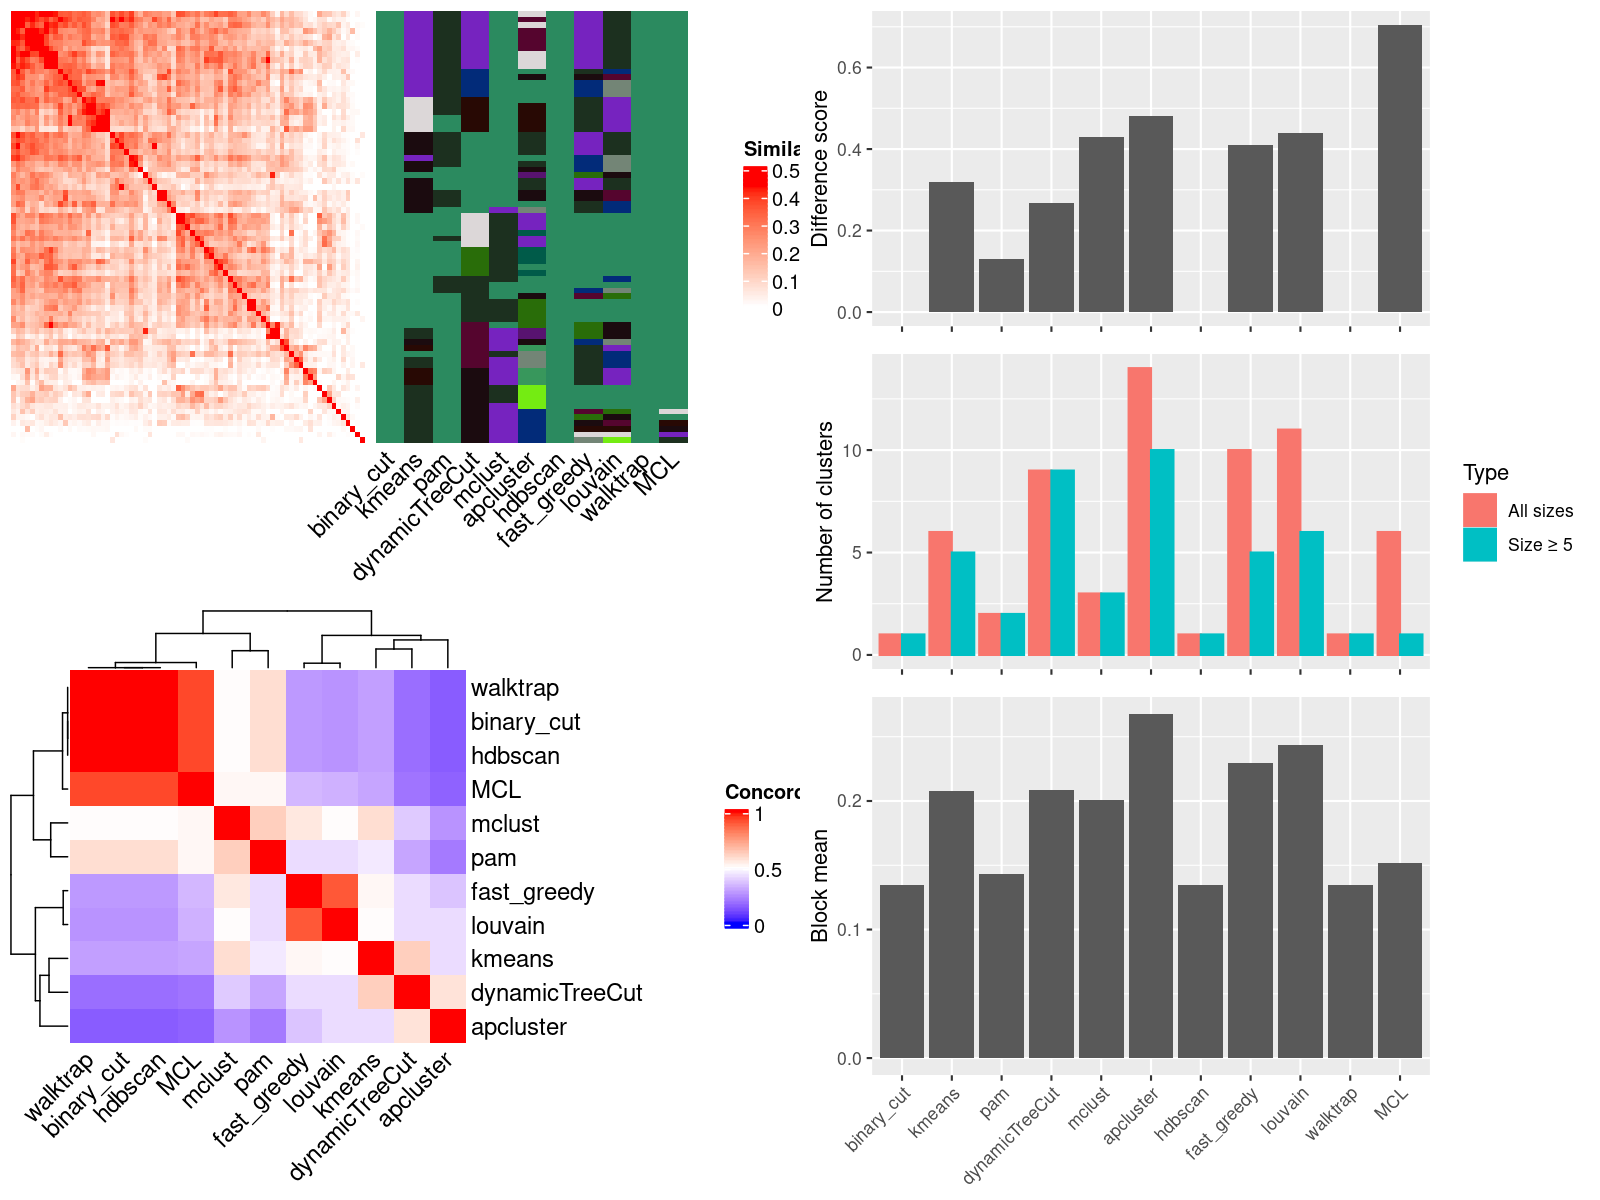 Simila
0.5
0.4
0.3
0.2
0.1
0
binary_cut
kmeans
pam
dynamicTreeCut
mclust
apcluster
hdbscan
fast_greedy
louvain
walktrap
MCL
walktrap
binary_cut
hdbscan
MCL
mclust
pam
fast_greedy
louvain
kmeans
dynamicTreeCut
apcluster
walktrap
binary_cut
hdbscan
MCL
mclust
pam
fast_greedy
louvain
kmeans
dynamicTreeCut
apcluster
Concord
1
0.5
0
Difference score
0.6
0.4
0.2
0.0
Number of clusters
10
5
0
Type
All sizes
Size ≥ 5
Block mean
0.2
0.1
0.0
binary_cut
kmeans
pam
dynamicTreeCut
mclust
apcluster
hdbscan
fast_greedy
louvain
walktrap
MCL